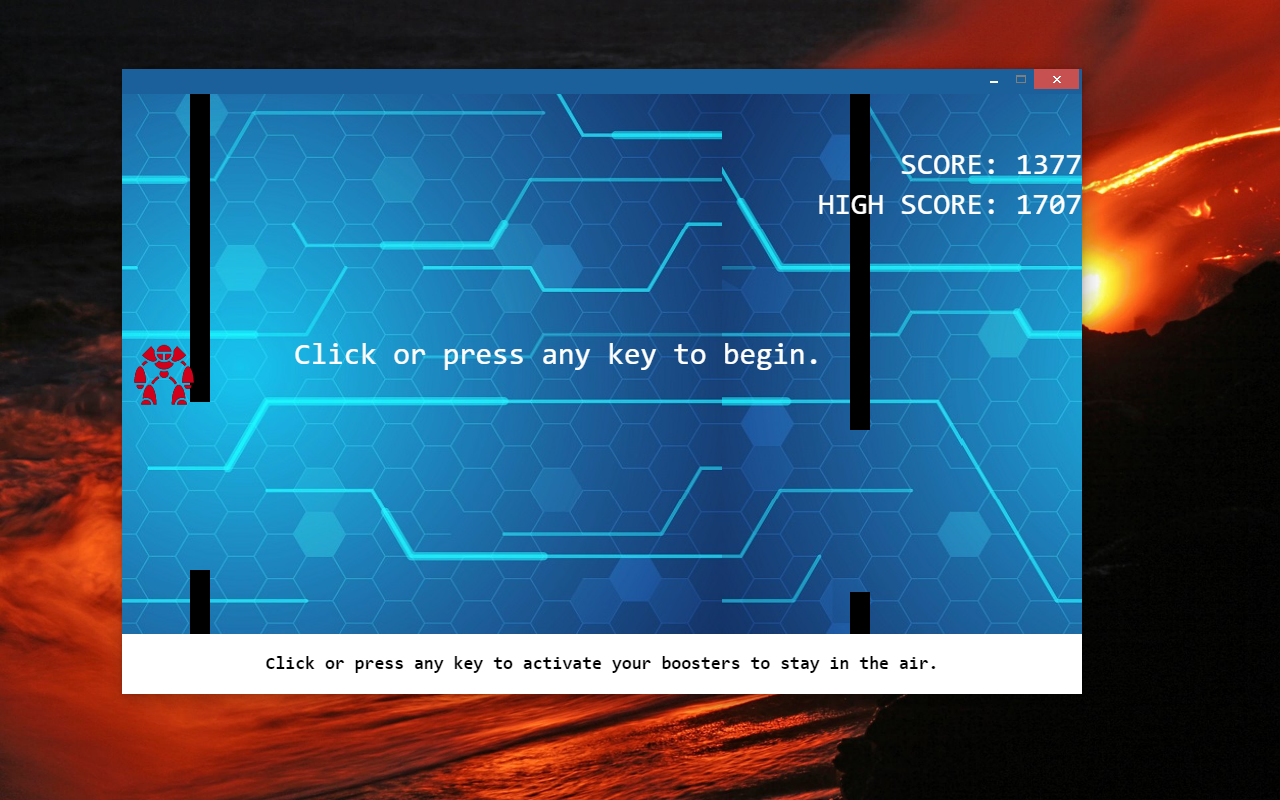 SCORE: 1377
HIGH SCORE: 1707
Click or press any key to begin.
Click or press any key to activate your boosters to stay in the air.